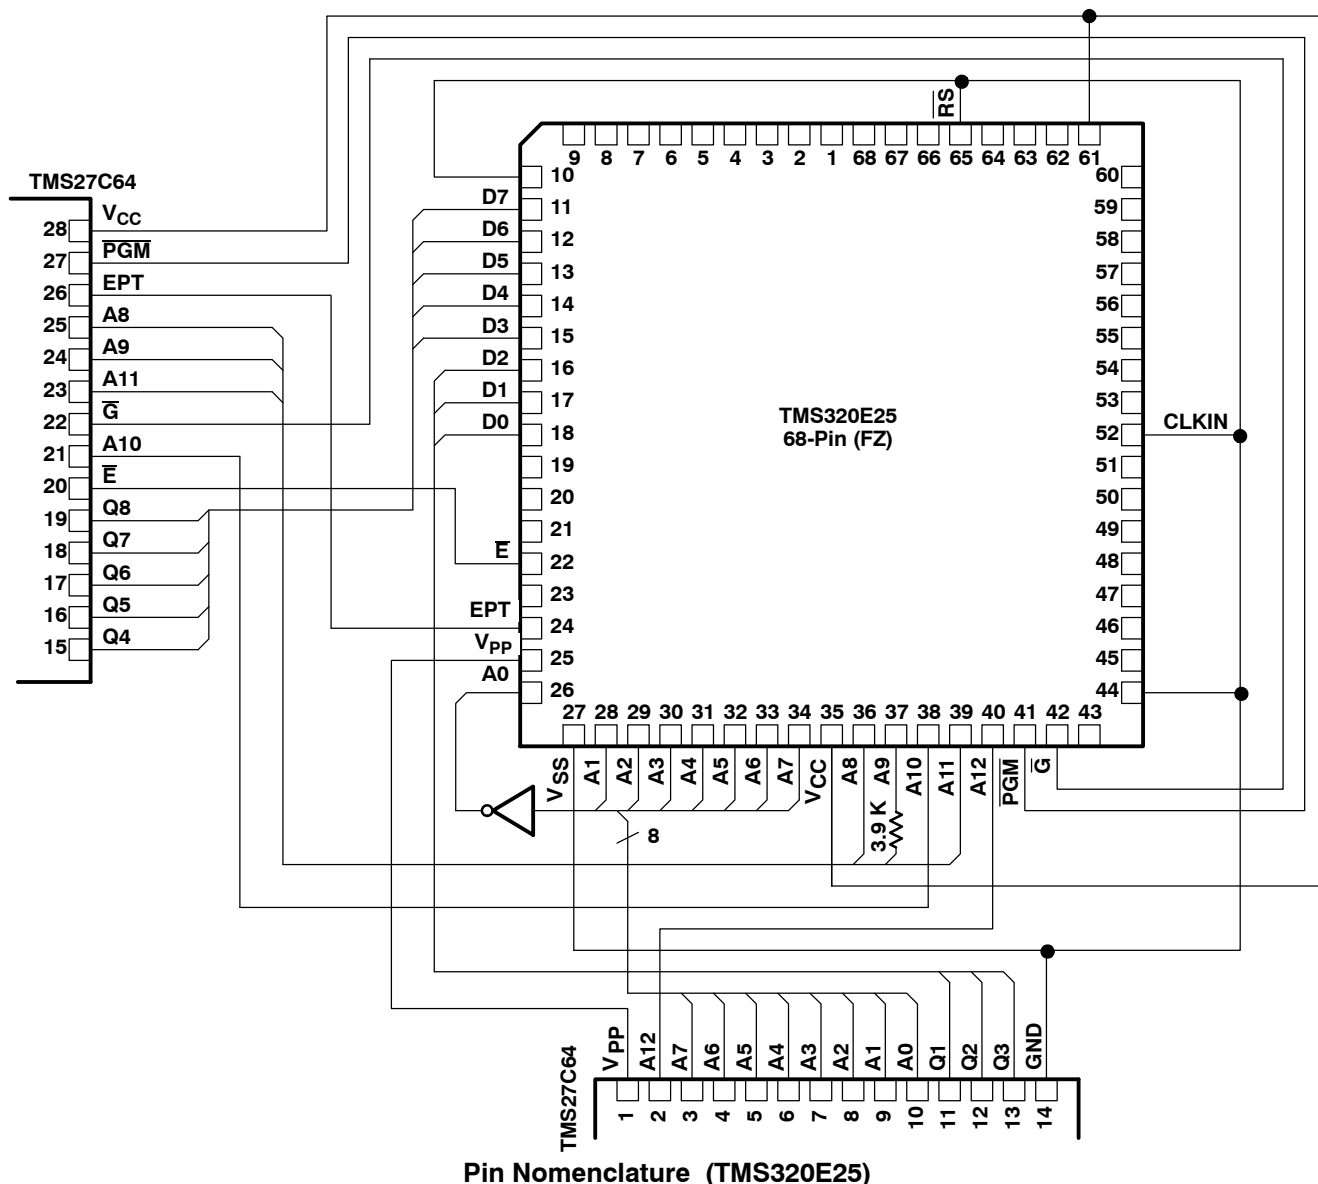 RS
9 8 7 6 5 4 3 2 1 68 67 66 65 64 63 62 61
TMS27C64
28 VCC
27 PGM
26 EPT
25 A8
24 A9
23 A11
22 G
21 A10
20 E
19 Q8
18 Q7
17 Q6
16 Q5
15 Q4
10
D7 11
D6 12
D5 13
D4 14
D3 15
D2 16
D1 17
D0 18
19
20
21
E 22
23
EPT 24
VPP 25
A0 26
TMS320E25
68-Pin (FZ)
60
59
58
57
56
55
54
53
52 CLKIN
51
50
49
48
47
46
45
44
27 28 29 30 31 32 33 34 35 36 37 38 39 40 41 42 43
VSS A1 A2 A3 A4 A5 A6 A7 VCC A8 A9 A10 A11 A12 PGM G
3.9 K
8
TMS27C64
VPP A12 A7 A6 A5 A4 A3 A2 A1 A0 Q1 Q2 Q3 GND
1 2 3 4 5 6 7 8 9 10 11 12 13 14
Pin Nomenclature (TMS320E25)